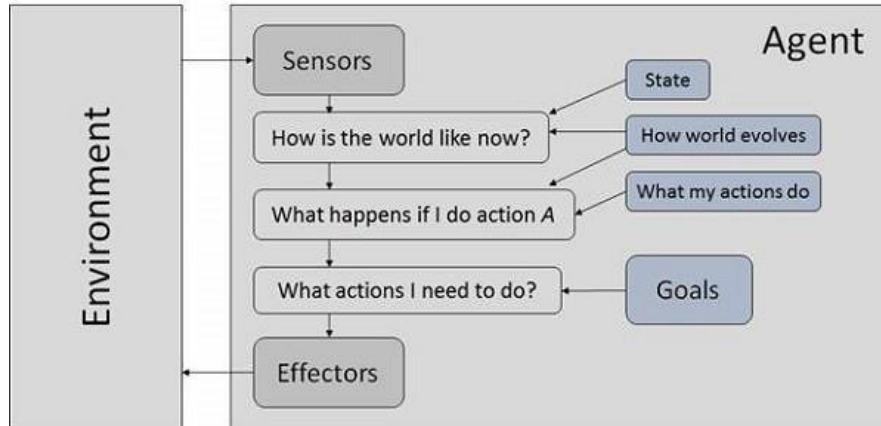 Agent
Environment
Sensors
State
How is the world like now?
How world evolves
What my actions do
What happens if I do action A
What actions I need to do?
Goals
Effectors